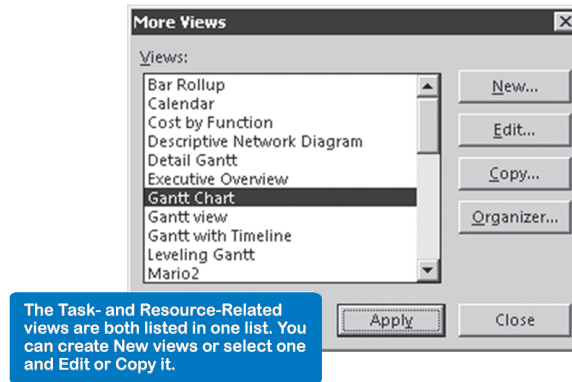 More Views
Views:
Bar Rollup
Calendar
Cost by Function
Descriptive Network Diagram
Detail Gantt
Executive Overview
Gantt Chart
Gantt view
Gantt with Timeline
Leveling Gantt
Mario2
New...
Edit...
Copy...
Organizer...
Apply
Close
The Task- and Resource-Related
views are both listed in one list. You
can create New views or select one
and Edit or Copy it.